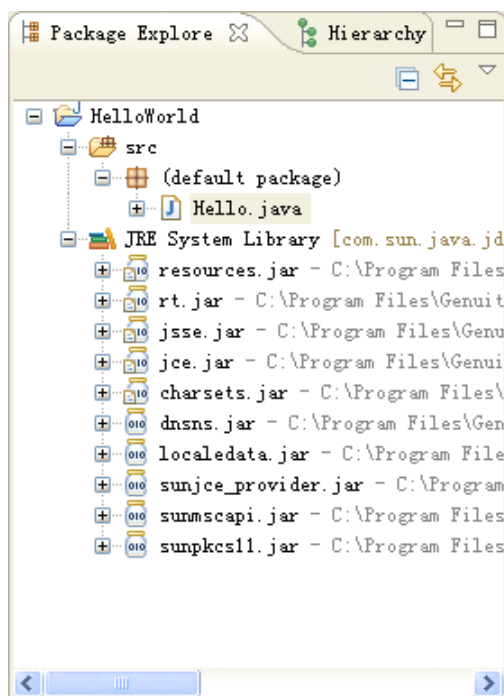 Package Explore Hierarchy
HelloWorld
src
(default package)
Hello.java
JRE System Library [com.sun.java.jd
resources.jar - C:\Program Files
rt.jar - C:\Program Files\Genuit
jsse.jar - C:\Program Files\Genu
jce.jar - C:\Program Files\Genui
charsets.jar - C:\Program Files\
dnsns.jar - C:\Program Files\Gen
localedata.jar - C:\Program File
sunjce_provider.jar - C:\Program
sunmscapi.jar - C:\Program Files
sunpkcs11.jar - C:\Program Files